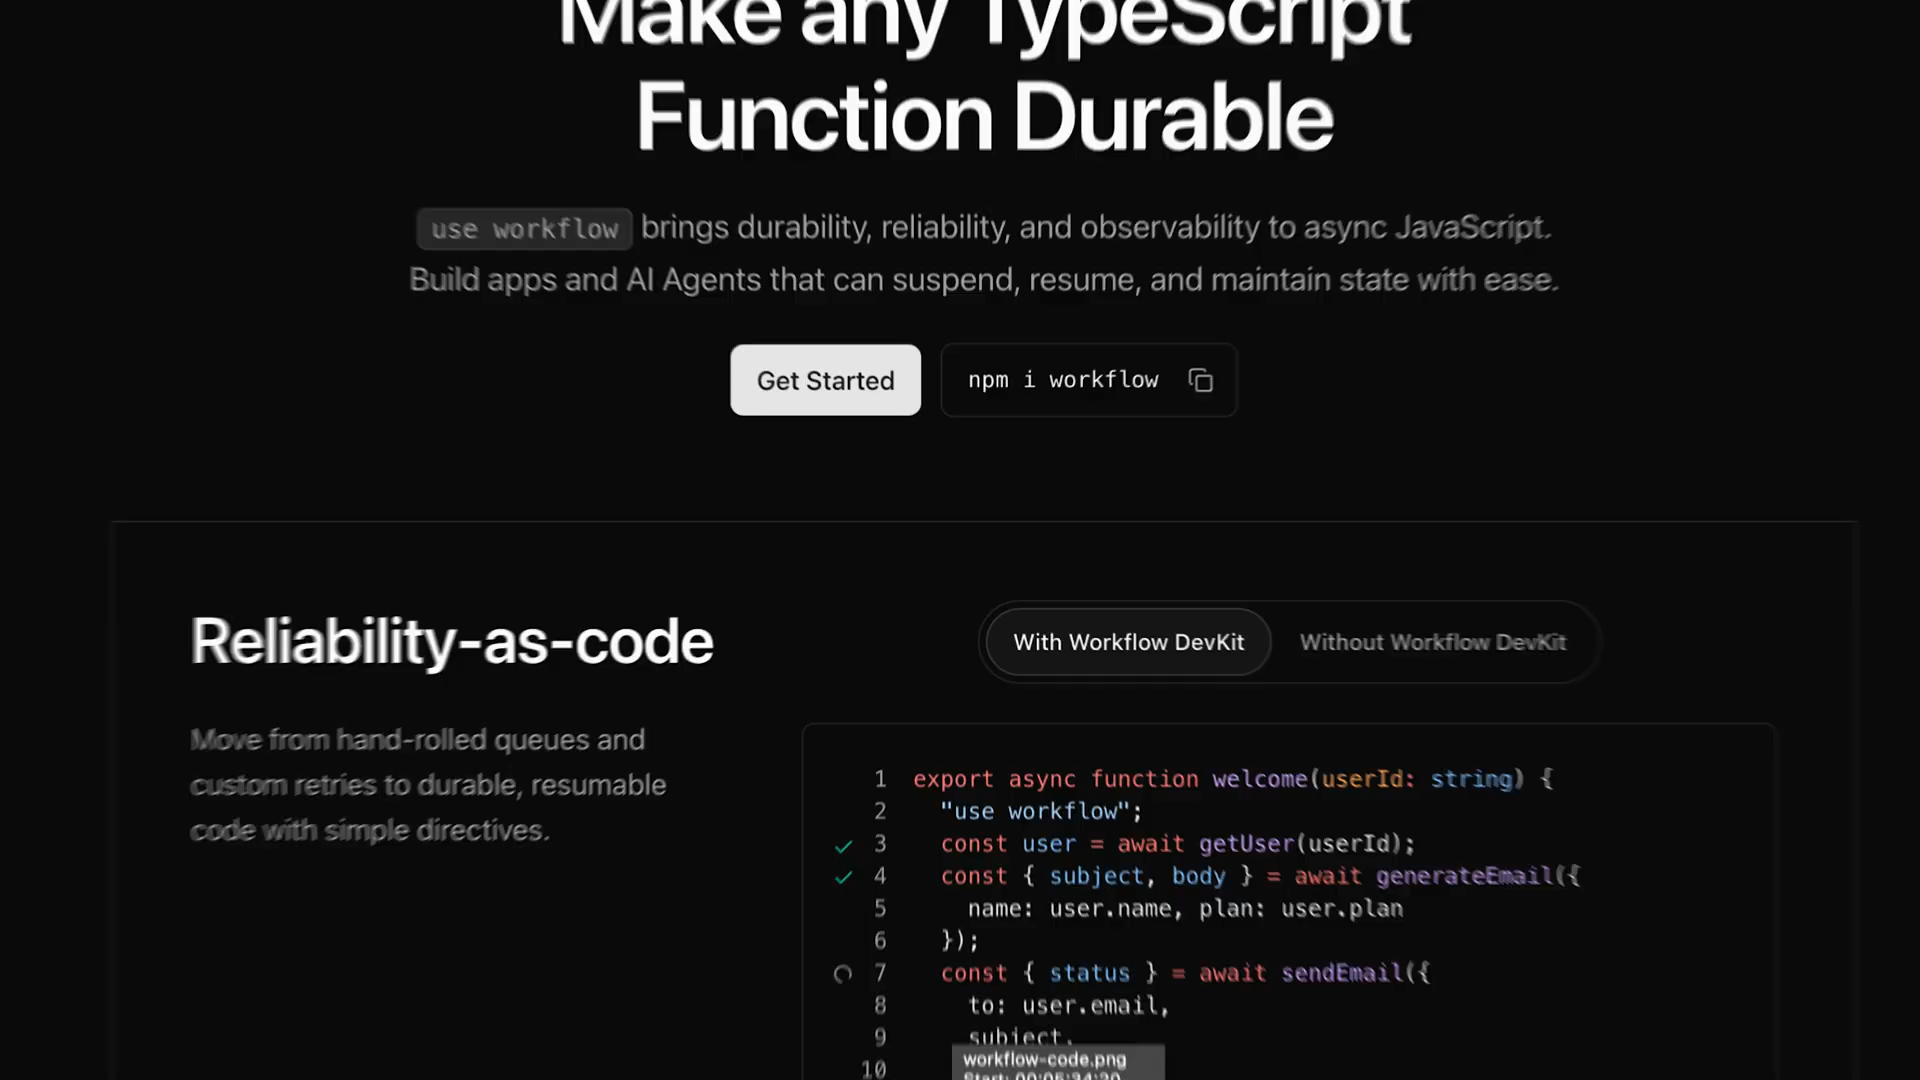 Make any TypeScript
Function Durable
use workflow brings durability, reliability, and observability to async JavaScript.
Build apps and AI Agents that can suspend, resume, and maintain state with ease.
Get Started
npm i workflow
Reliability-as-code
With Workflow DevKit
Without Workflow DevKit
Move from hand-rolled queues and
custom retries to durable, resumable
code with simple directives.
1 export async function welcome(userId: string) {
2 "use workflow";
3 const user = await getUser(userId);
4 const { subject, body } = await generateEmail({
5 name: user.name, plan: user.plan
6 });
7 const { status } = await sendEmail({
8 to: user.email,
9 subject,
10
workflow-code.png
Start: 00:05:34:20